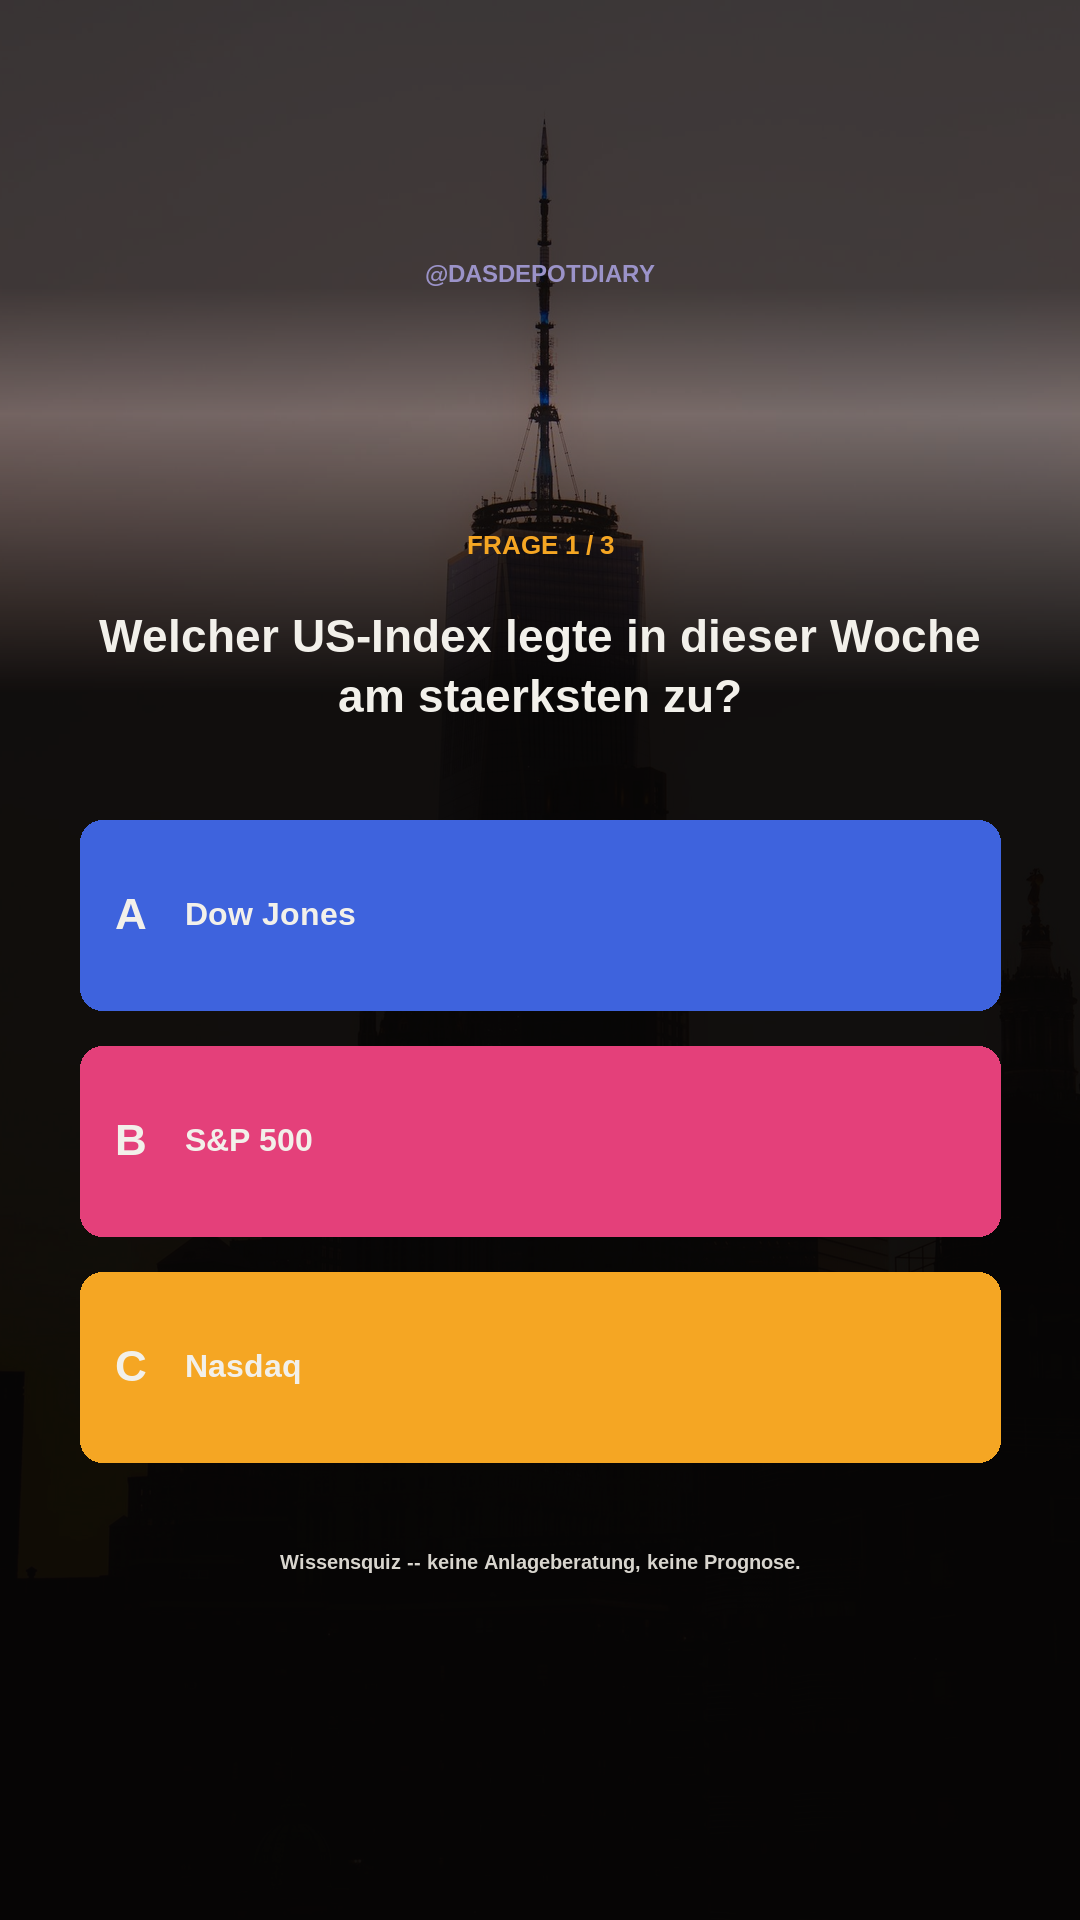 @DASDEPOTDIARY
FRAGE 1 / 3
Welcher US-Index legte in dieser Woche
am staerksten zu?
A Dow Jones
B S&P 500
C Nasdaq
Wissensquiz -- keine Anlageberatung, keine Prognose.